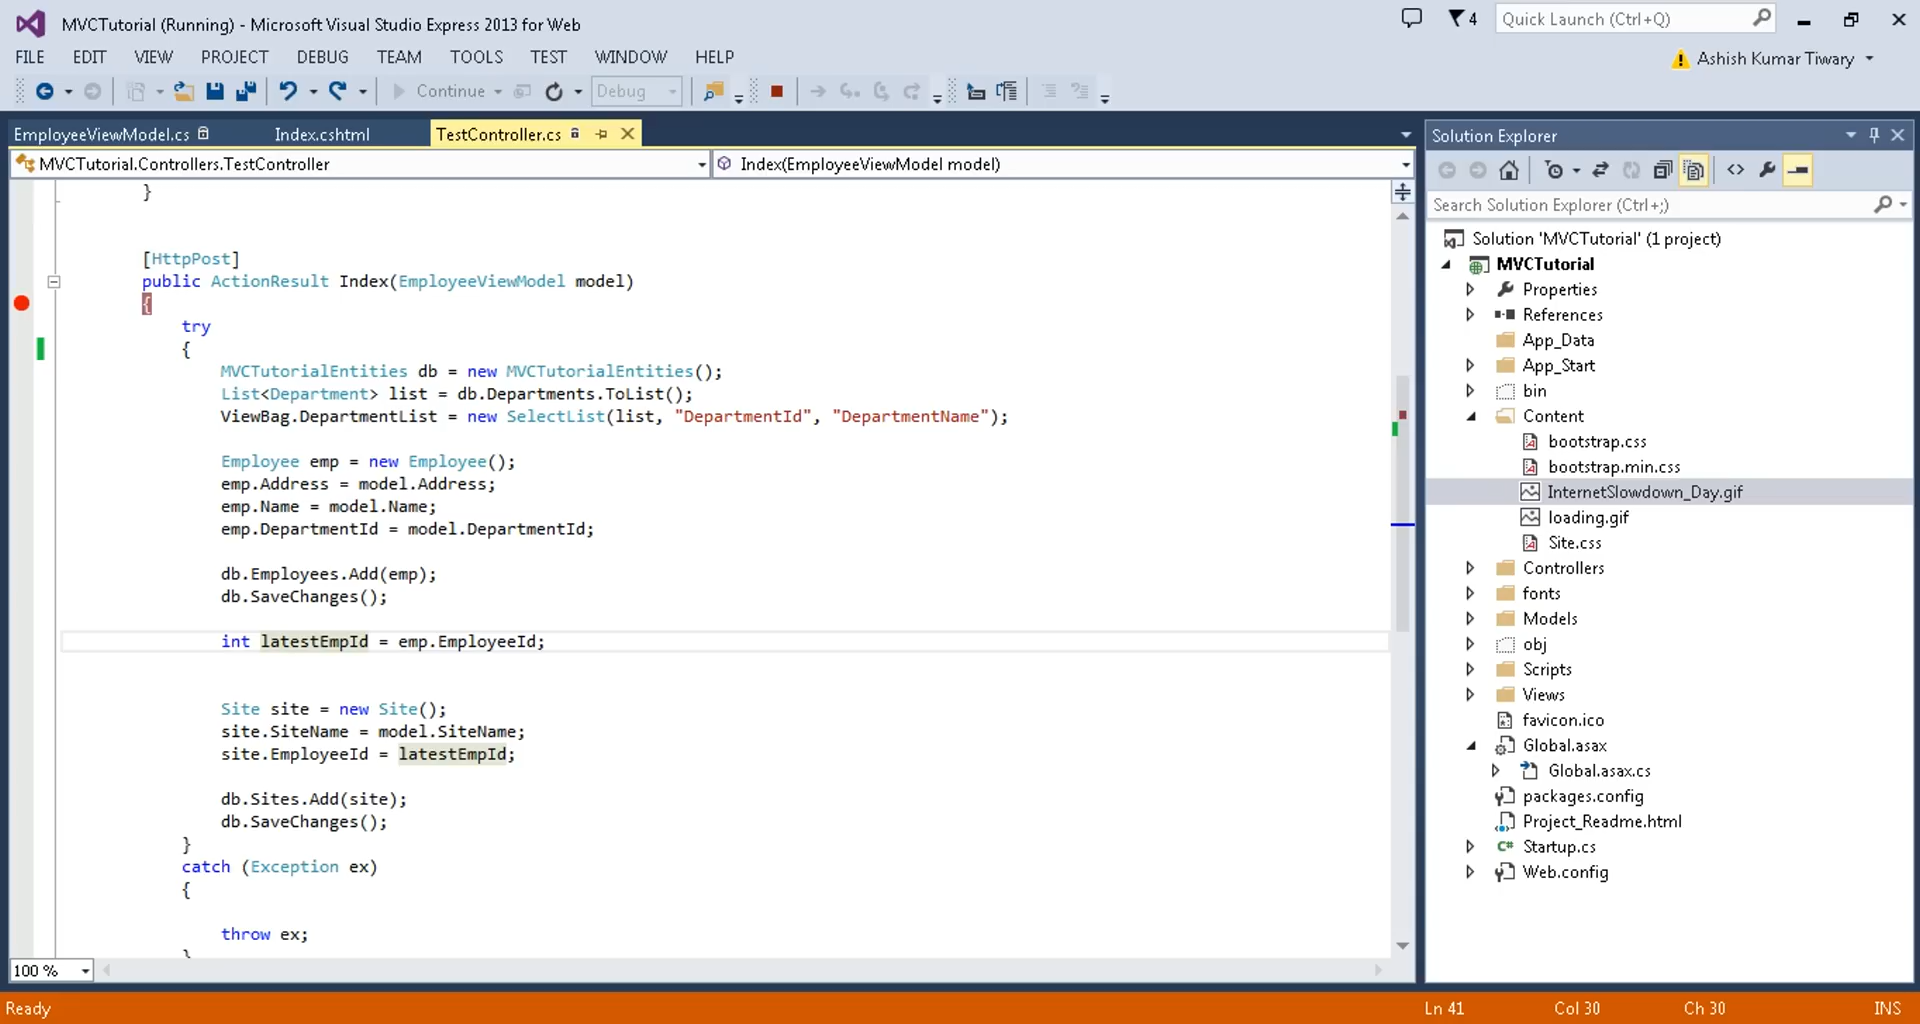 MVCTutorial (Running) - Microsoft Visual Studio Express 2013 for Web
4
Quick Launch (Ctrl+Q)
FILE EDIT VIEW PROJECT DEBUG TEAM TOOLS TEST WINDOW HELP
Ashish Kumar Tiwary
Continue
Debug
EmployeeViewModel.cs Index.cshtml TestController.cs
MVCTutorial.Controllers.TestController
Index(EmployeeViewModel model)
}
[HttpPost]
public ActionResult Index(EmployeeViewModel model)
{
try
{
MVCTutorialEntities db = new MVCTutorialEntities();
List<Department> list = db.Departments.ToList();
ViewBag.DepartmentList = new SelectList(list, "DepartmentId", "DepartmentName");
Employee emp = new Employee();
emp.Address = model.Address;
emp.Name = model.Name;
emp.DepartmentId = model.DepartmentId;
db.Employees.Add(emp);
db.SaveChanges();
int latestEmpId = emp.EmployeeId;
Site site = new Site();
site.SiteName = model.SiteName;
site.EmployeeId = latestEmpId;
db.Sites.Add(site);
db.SaveChanges();
}
catch (Exception ex)
{
throw ex;
}
100 %
Solution Explorer
Search Solution Explorer (Ctrl+;)
Solution 'MVCTutorial' (1 project)
MVCTutorial
Properties
References
App_Data
App_Start
bin
Content
bootstrap.css
bootstrap.min.css
InternetSlowdown_Day.gif
loading.gif
Site.css
Controllers
fonts
Models
obj
Scripts
Views
favicon.ico
Global.asax
Global.asax.cs
packages.config
Project_Readme.html
C# Startup.cs
Web.config
Ready
Ln 41 Col 30 Ch 30 INS